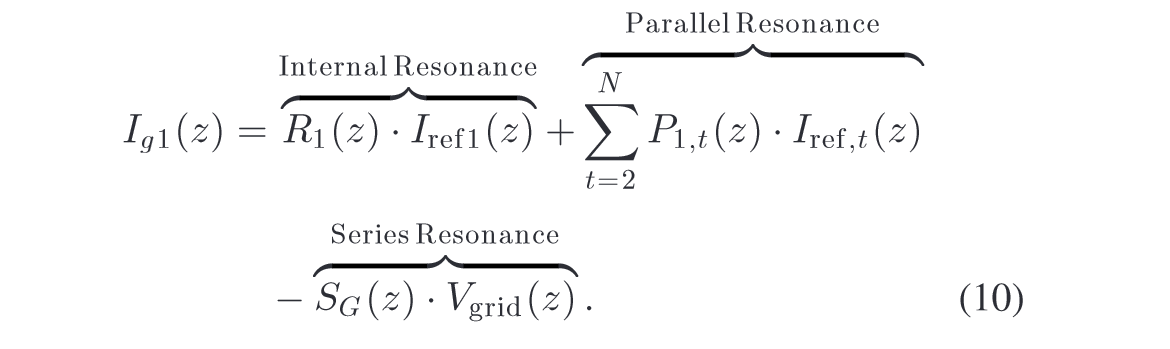 Parallel Resonance
Internal Resonance
I_{g1}(z) = R_1(z) · I_{ref1}(z) + \sum_{t=2}^{N} P_{1,t}(z) · I_{ref,t}(z)
Series Resonance
− S_G(z) · V_{grid}(z). (10)